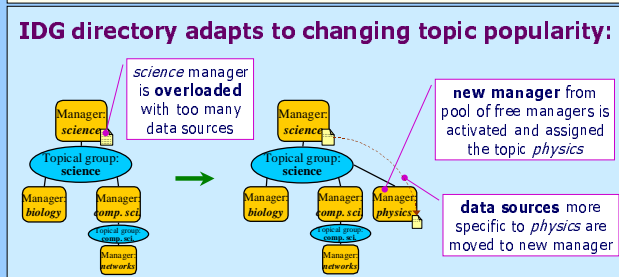 IDG directory adapts to changing topic popularity:
science manager
is overloaded
with too many
data sources
Manager:
science
Topical group:
science
Manager:
biology
Manager:
comp. sci.
Topical group:
comp. sci.
Manager:
networks
Manager:
science
Topical group:
science
Manager:
biology
Manager:
comp. sci.
Manager:
physics
Topical group:
comp. sci.
Manager:
networks
new manager from
pool of free managers is
activated and assigned
the topic physics
data sources more
specific to physics are
moved to new manager